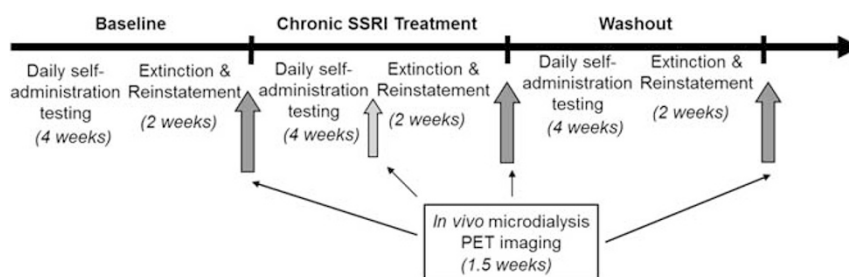 Baseline
Chronic SSRI Treatment
Washout
Daily self-
administration
testing
(4 weeks)
Extinction &
Reinstatement
(2 weeks)
Daily self-
administration
testing
(4 weeks)
Extinction &
Reinstatement
(2 weeks)
Daily self-
administration
testing
(4 weeks)
Extinction &
Reinstatement
(2 weeks)
In vivo microdialysis
PET imaging
(1.5 weeks)